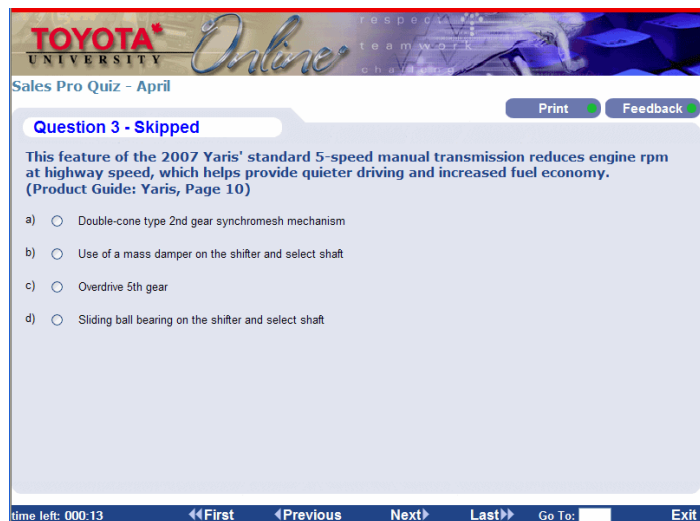 respect
TOYOTA
Online
teamwork
UNIVERSITY
challenge
Sales Pro Quiz - April
Print
Feedback
Question 3 - Skipped
This feature of the 2007 Yaris' standard 5-speed manual transmission reduces engine rpm
at highway speed, which helps provide quieter driving and increased fuel economy.
(Product Guide: Yaris, Page 10)
a) Double-cone type 2nd gear synchromesh mechanism
b) Use of a mass damper on the shifter and select shaft
c) Overdrive 5th gear
d) Sliding ball bearing on the shifter and select shaft
time left: 000:13 First Previous Next Last Go To: Exit